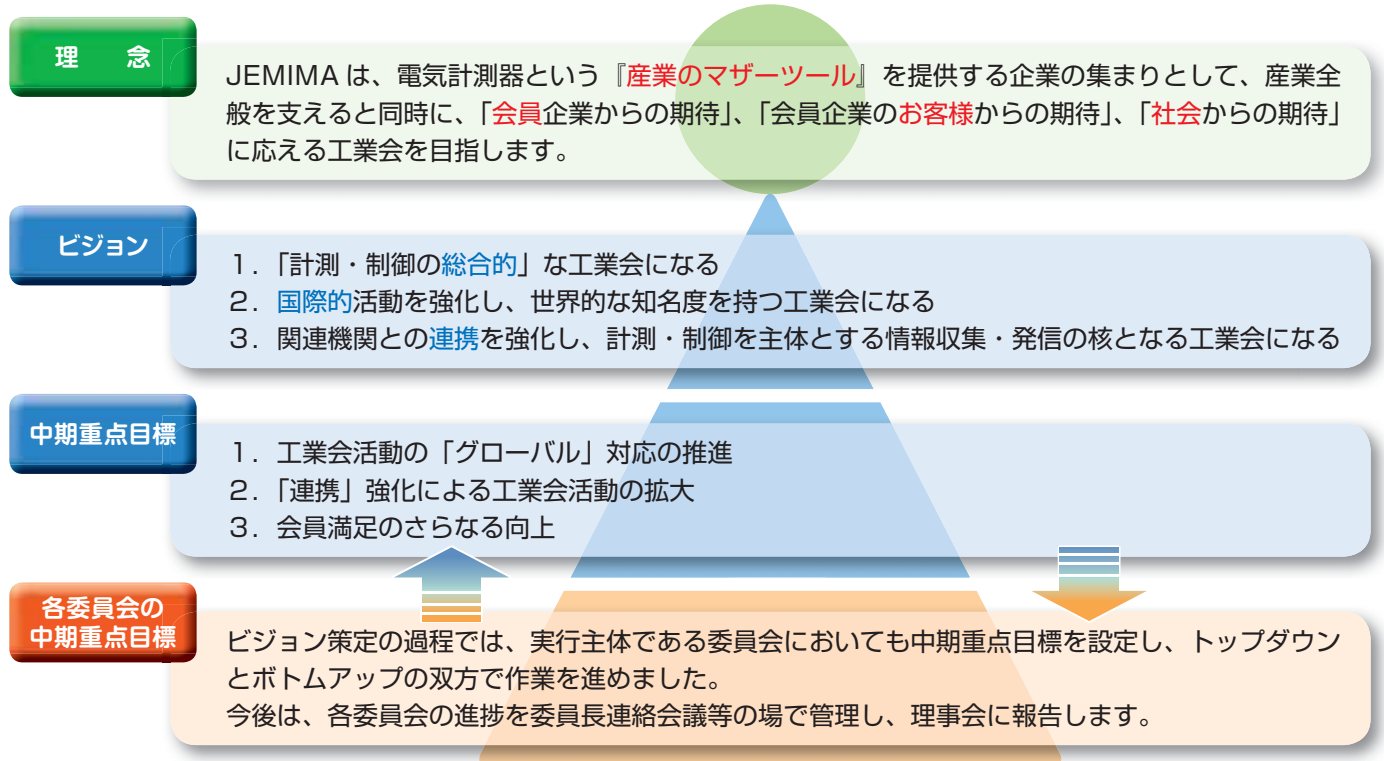 理　念
JEMIMA は、電気計測器という『産業のマザーツール』を提供する企業の集まりとして、産業全
般を支えると同時に、「会員企業からの期待」、「会員企業のお客様からの期待」、「社会からの期待」
に応える工業会を目指します。
ビジョン
１．「計測・制御の総合的」な工業会になる
２．国際的活動を強化し、世界的な知名度を持つ工業会になる
３．関連機関との連携を強化し、計測・制御を主体とする情報収集・発信の核となる工業会になる
中期重点目標
１．工業会活動の「グローバル」対応の推進
２．「連携」強化による工業会活動の拡大
３．会員満足のさらなる向上
各委員会の
中期重点目標
ビジョン策定の過程では、実行主体である委員会においても中期重点目標を設定し、トップダウン
とボトムアップの双方で作業を進めました。
今後は、各委員会の進捗を委員長連絡会議等の場で管理し、理事会に報告します。